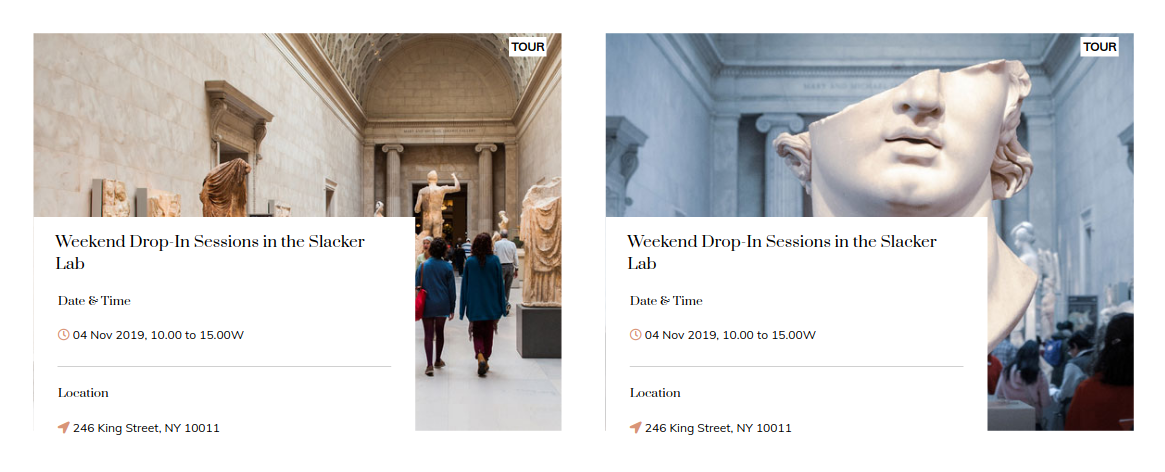 TOUR
Weekend Drop-In Sessions in the Slacker
Lab
Date & Time
04 Nov 2019, 10.00 to 15.00W
Location
246 King Street, NY 10011
TOUR
Weekend Drop-In Sessions in the Slacker
Lab
Date & Time
04 Nov 2019, 10.00 to 15.00W
Location
246 King Street, NY 10011